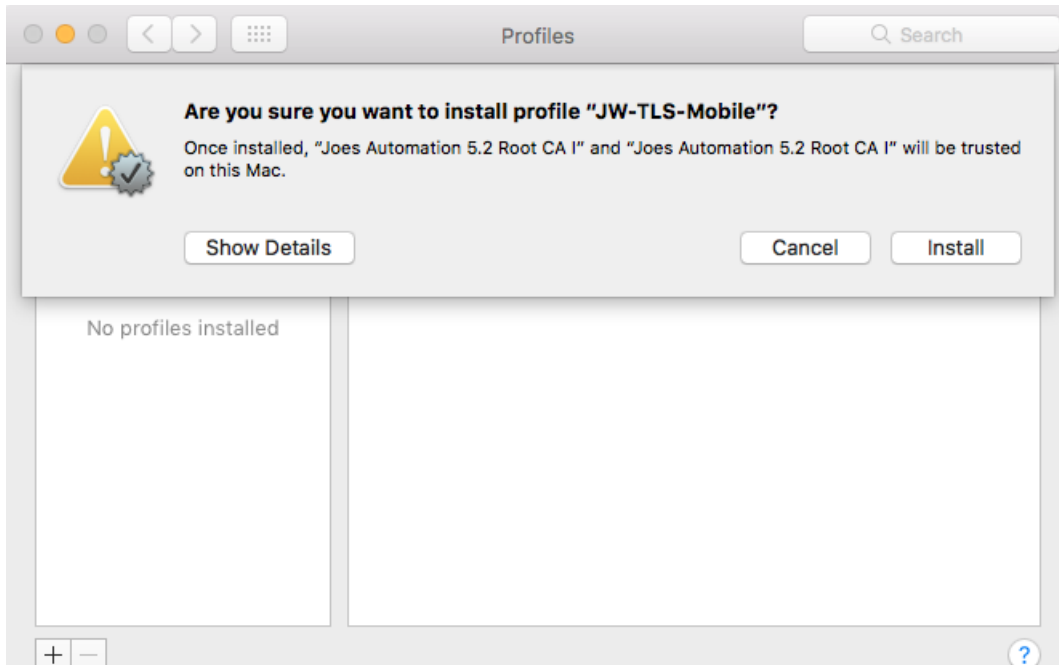 Profiles
Search
Are you sure you want to install profile "JW-TLS-Mobile"?
Once installed, "Joes Automation 5.2 Root CA I" and "Joes Automation 5.2 Root CA I" will be trusted
on this Mac.
Show Details
Cancel
Install
No profiles installed
+
−
?